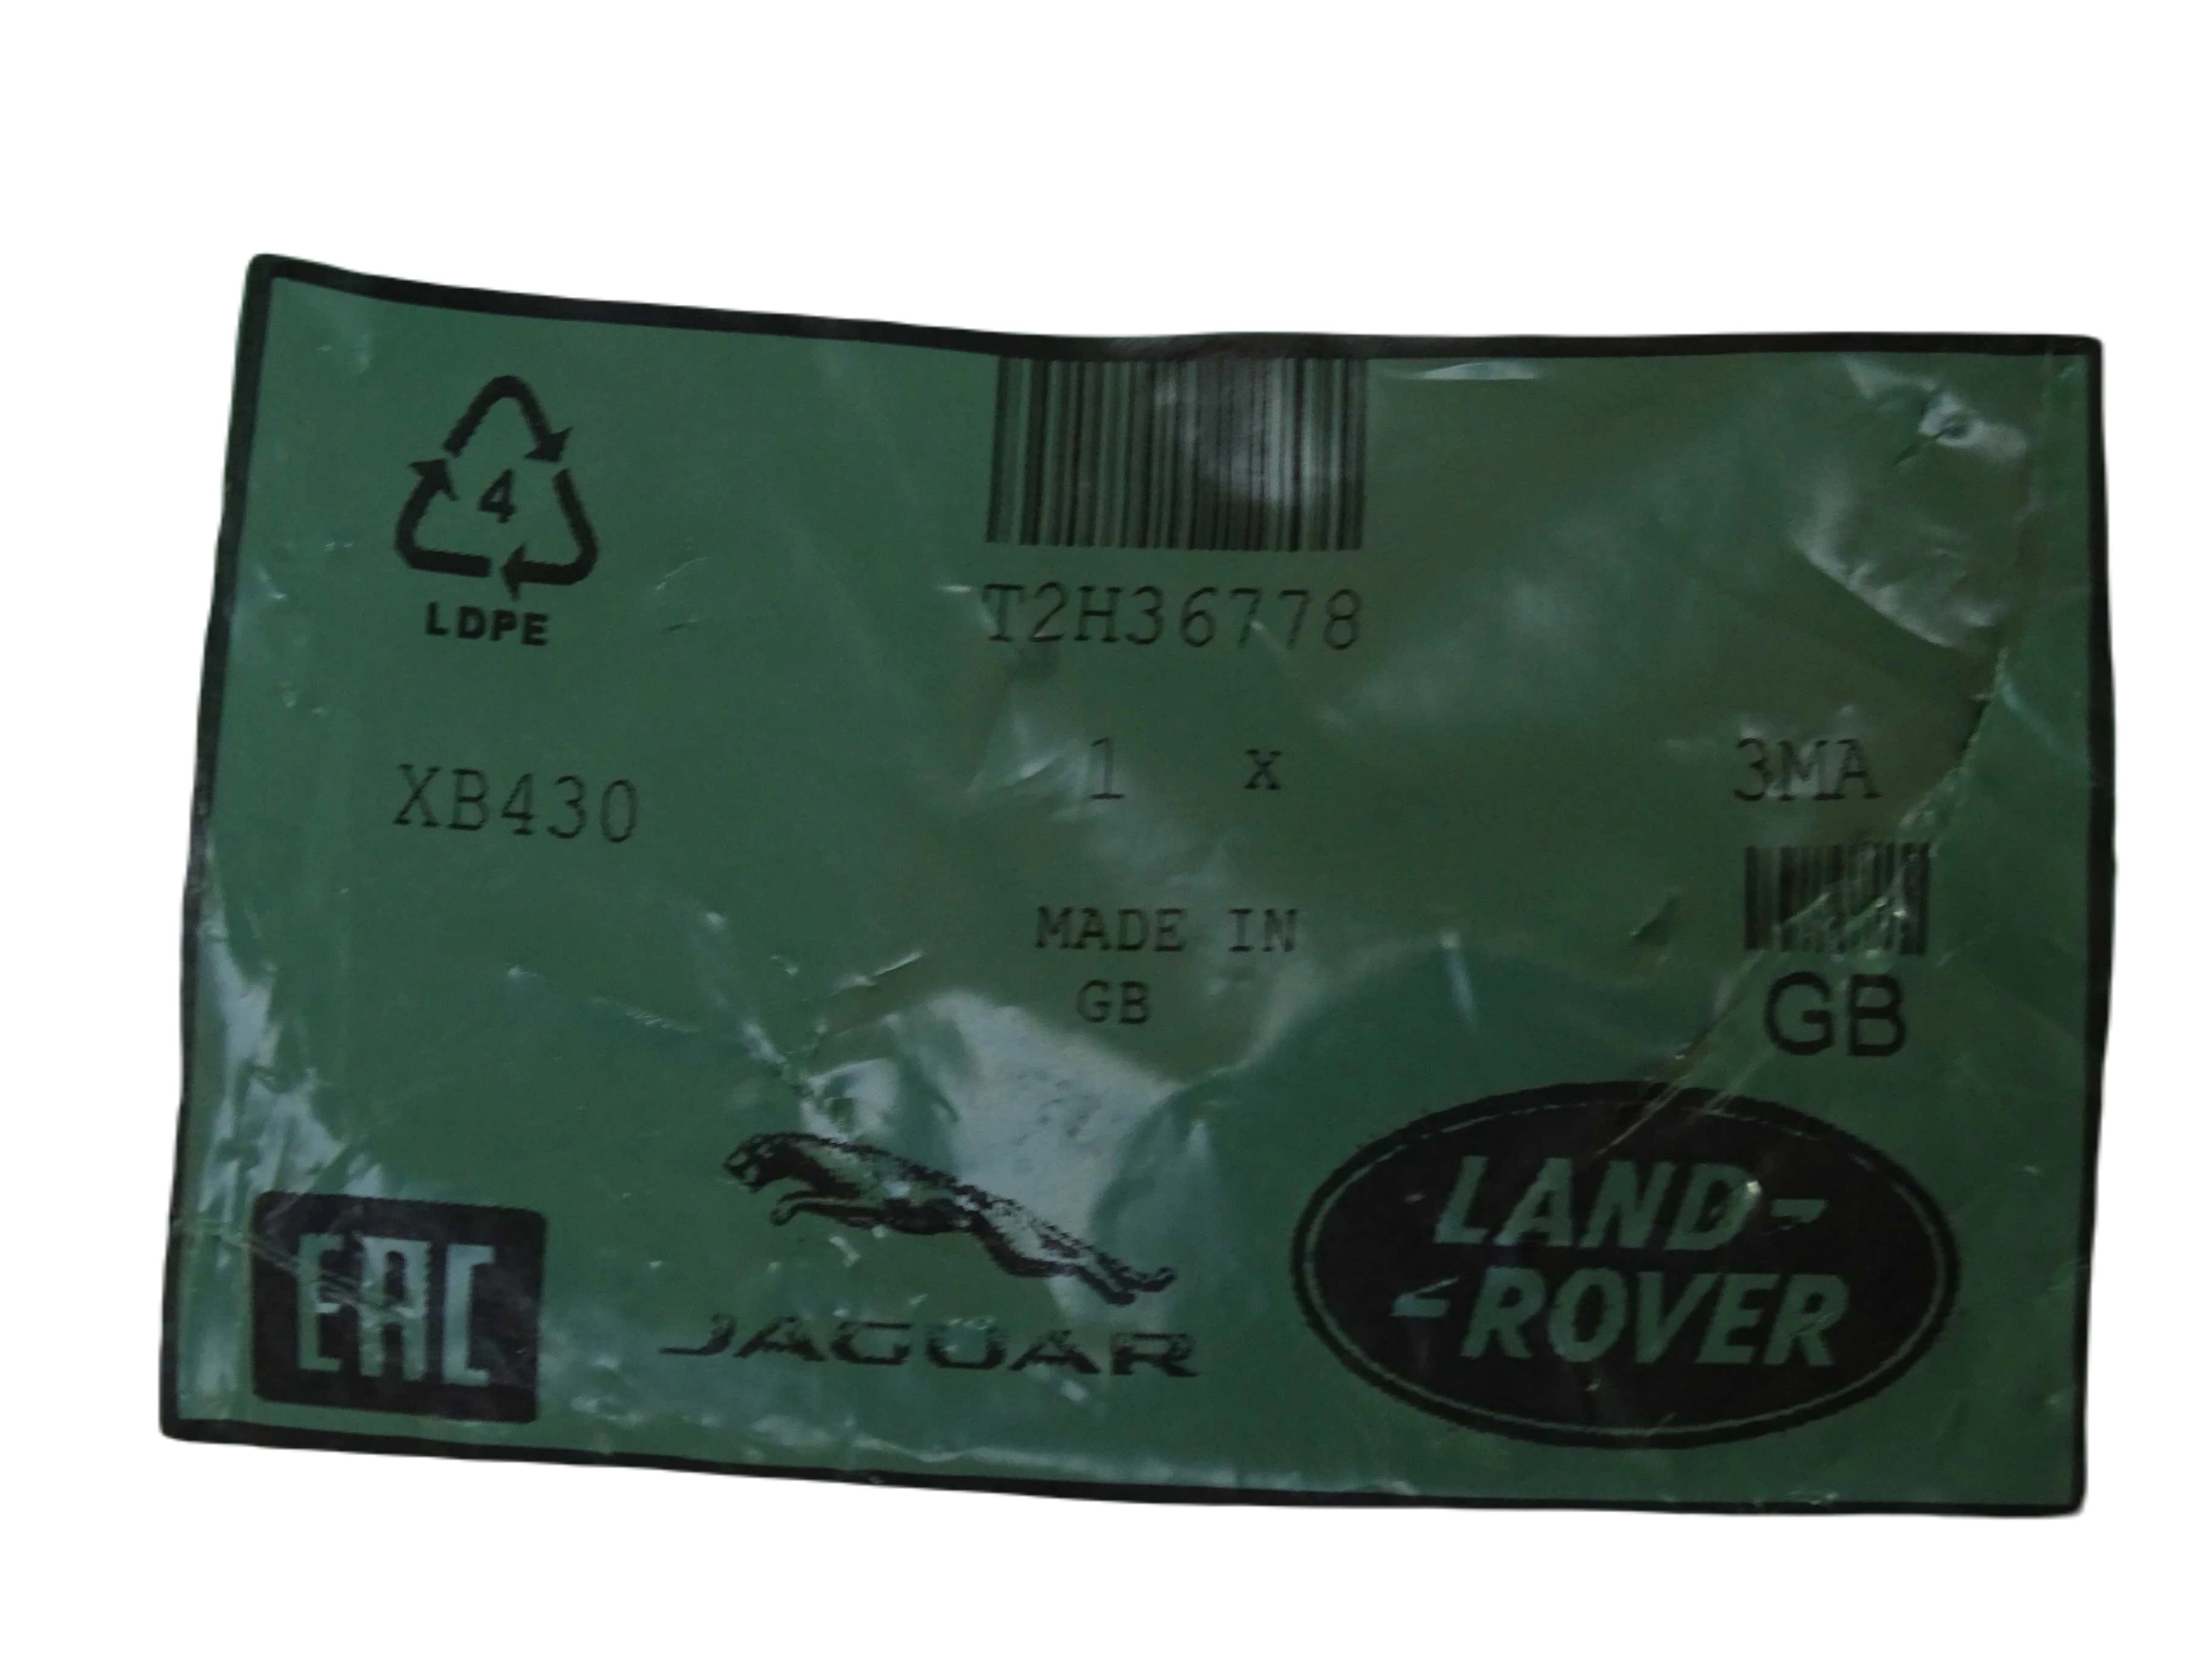 4
LDPE
T2H36778
XB430
1 x
3MA
MADE IN
GB
GB
EAC
JAGUAR
LAND-
-ROVER